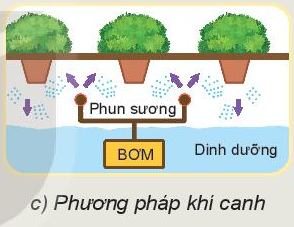 Phun sương
BƠM
Dinh dưỡng
c) Phương pháp khí canh